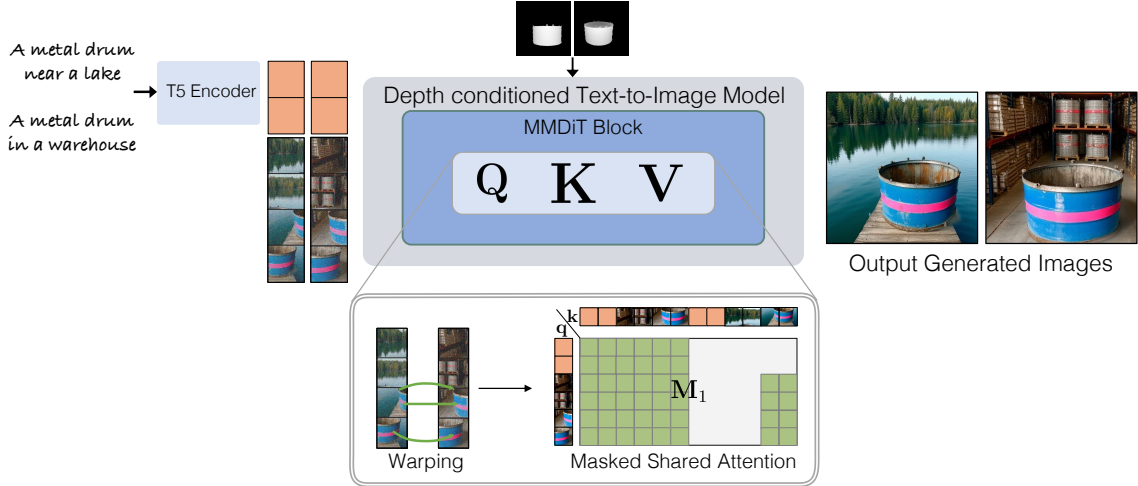 A metal drum
near a lake
A metal drum
in a warehouse
T5 Encoder
Depth conditioned Text-to-Image Model
MMDiT Block
Q K V
Output Generated Images
k
q
M1
Warping
Masked Shared Attention